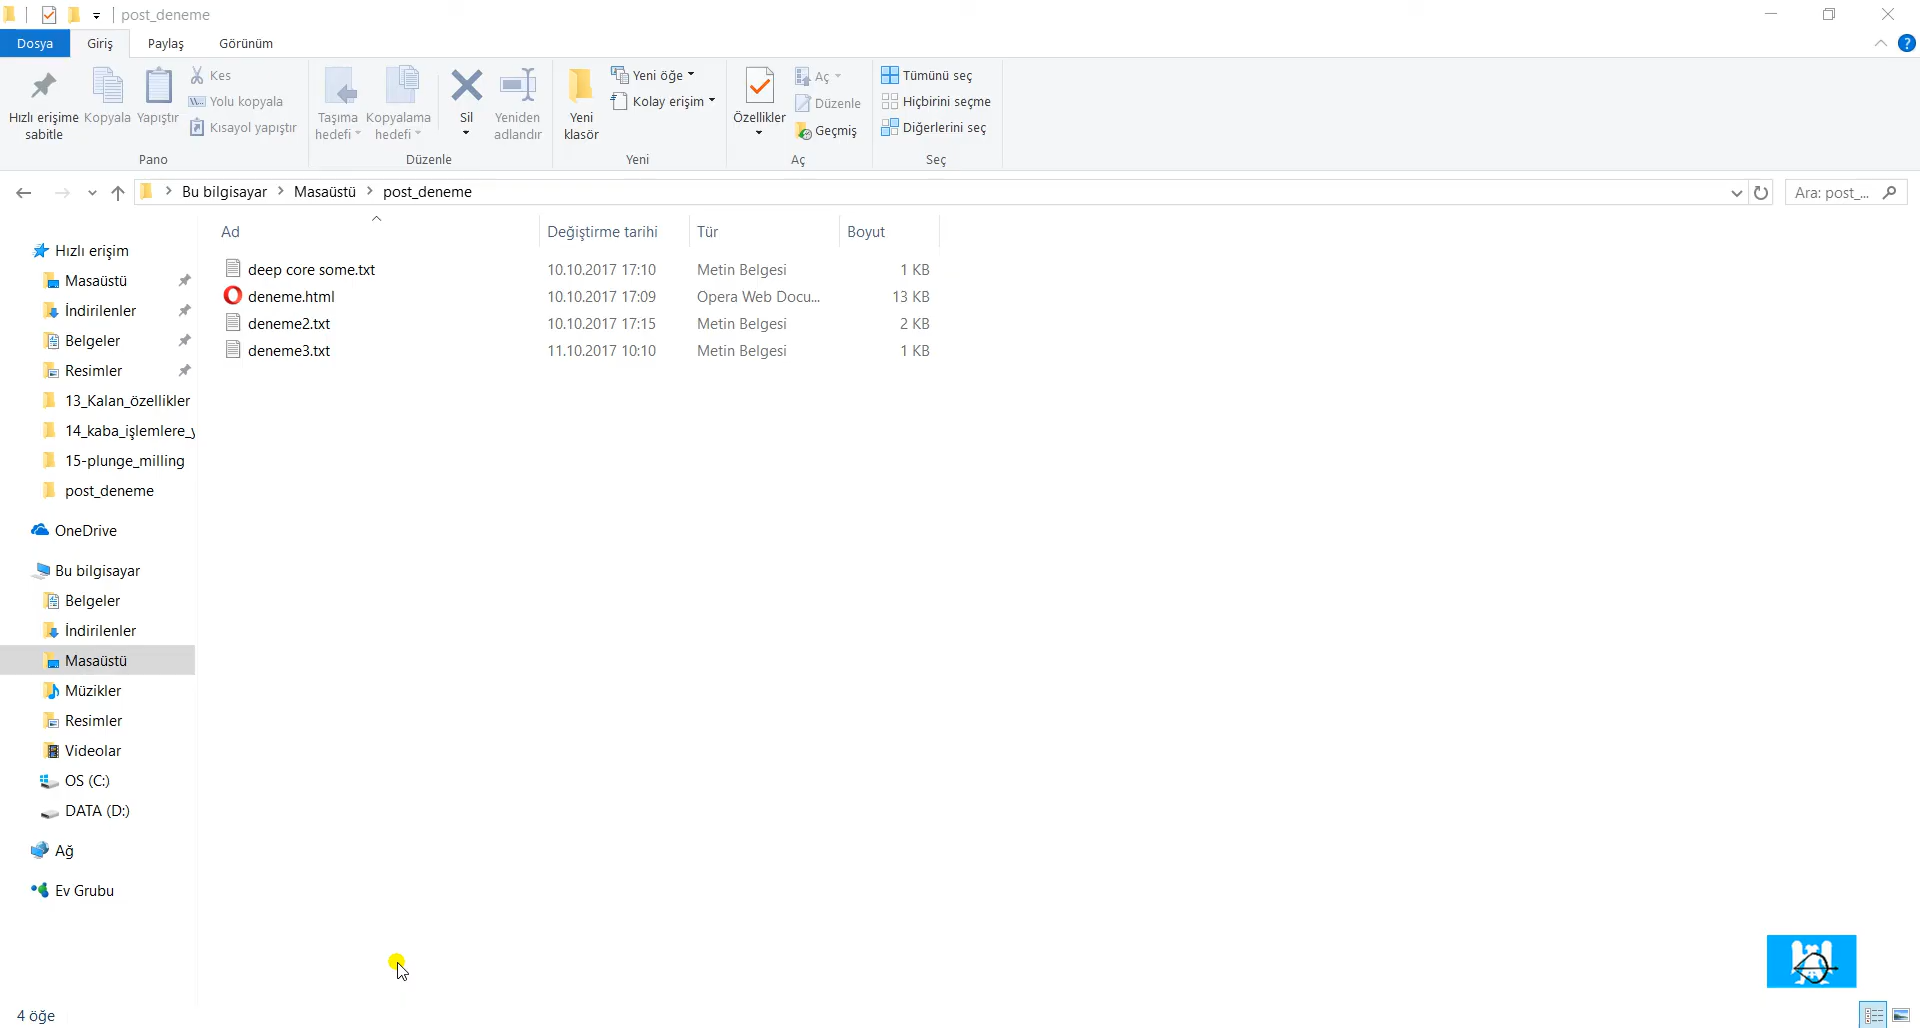 post_deneme
Dosya Giriş Paylaş Görünüm
Hızlı erişime sabitle
Kopyala
Yapıştır
Kes
Yolu kopyala
Kısayol yapıştır
Pano
Taşıma hedefi
Kopyalama hedefi
Sil
Yeniden adlandır
Düzenle
Yeni klasör
Yeni öğe
Kolay erişim
Yeni
Özellikler
Aç
Düzenle
Geçmiş
Aç
Tümünü seç
Hiçbirini seçme
Diğerlerini seç
Seç
Bu bilgisayar > Masaüstü > post_deneme
Ara: post_...
Hızlı erişim
Masaüstü
İndirilenler
Belgeler
Resimler
13_Kalan_özellikler
14_kaba_işlemlere_y
15-plunge_milling
post_deneme
OneDrive
Bu bilgisayar
Belgeler
İndirilenler
Masaüstü
Müzikler
Resimler
Videolar
OS (C:)
DATA (D:)
Ağ
Ev Grubu
Ad Değiştirme tarihi Tür Boyut
deep core some.txt 10.10.2017 17:10 Metin Belgesi 1 KB
deneme.html 10.10.2017 17:09 Opera Web Docu... 13 KB
deneme2.txt 10.10.2017 17:15 Metin Belgesi 2 KB
deneme3.txt 11.10.2017 10:10 Metin Belgesi 1 KB
4 öğe